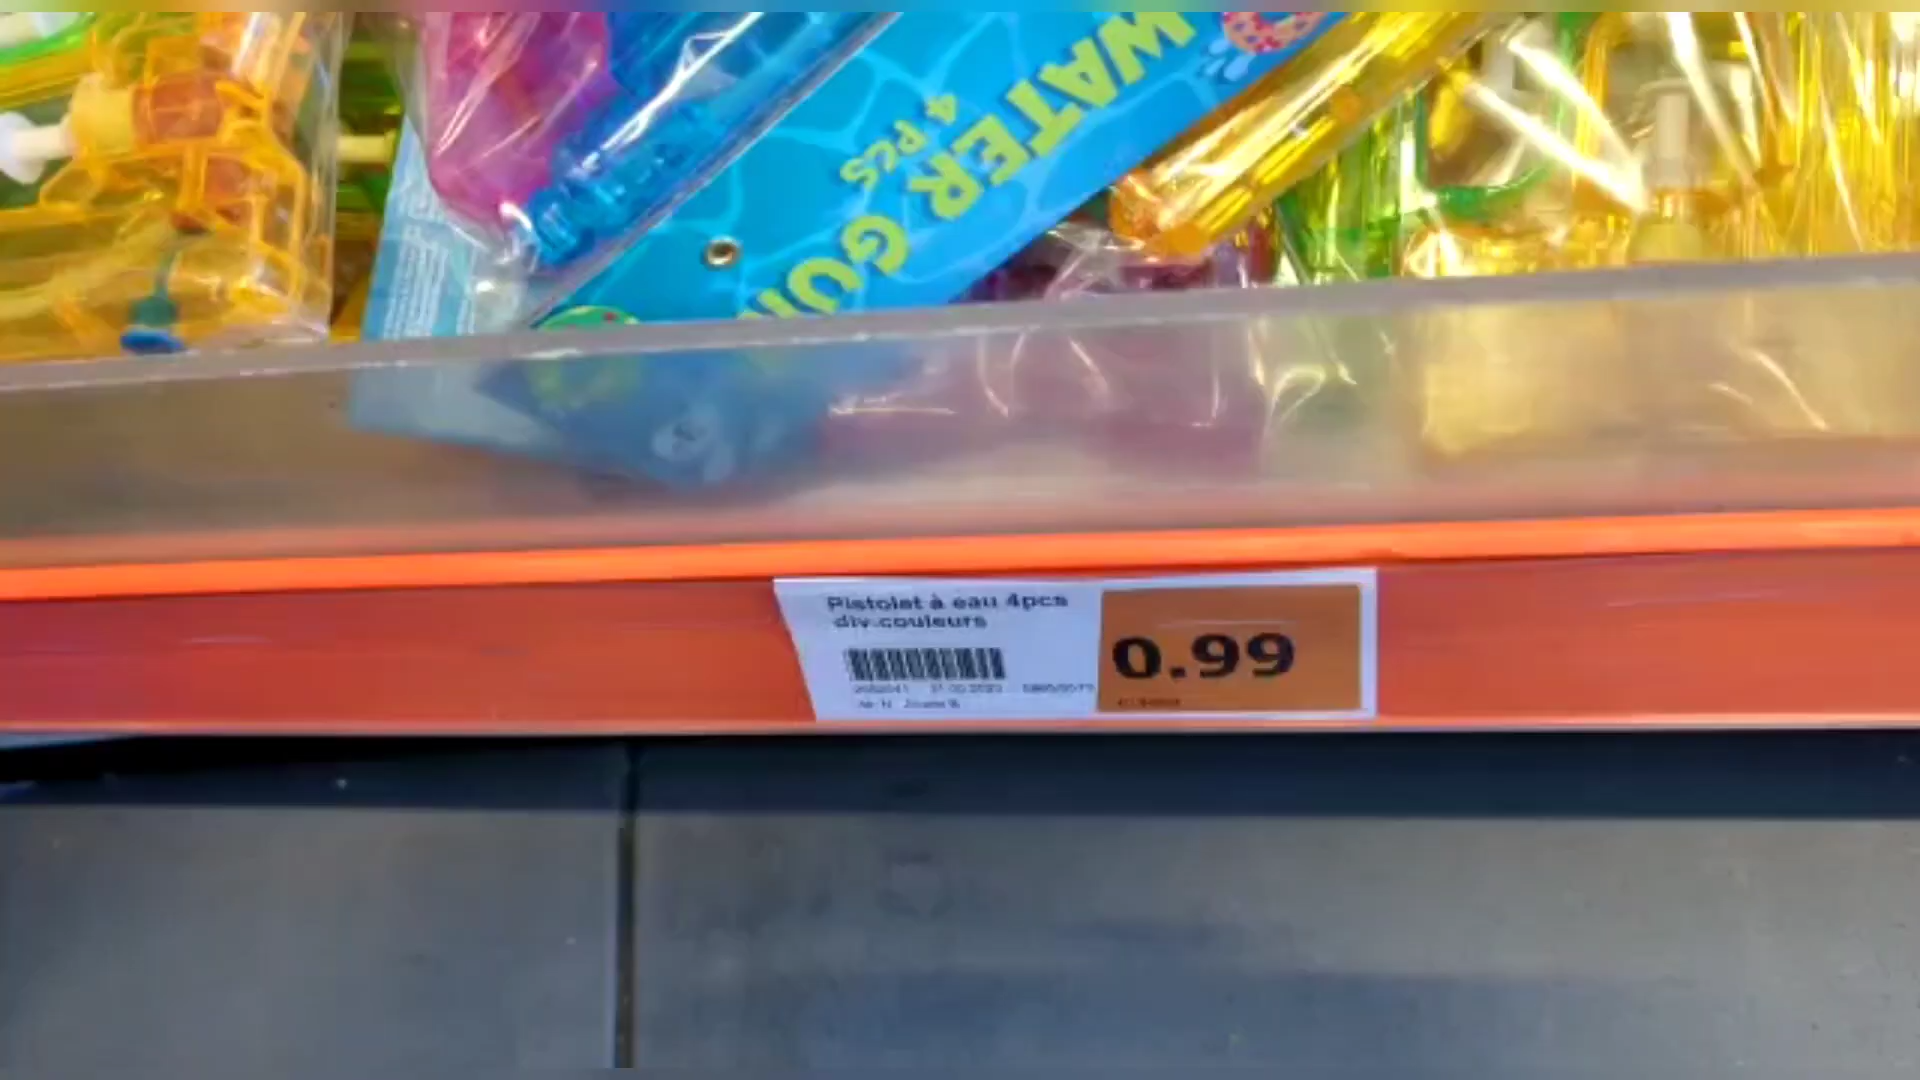 WATER
GUN
4 PCS
Pistolet à eau 4pcs
div.couleurs
0.99